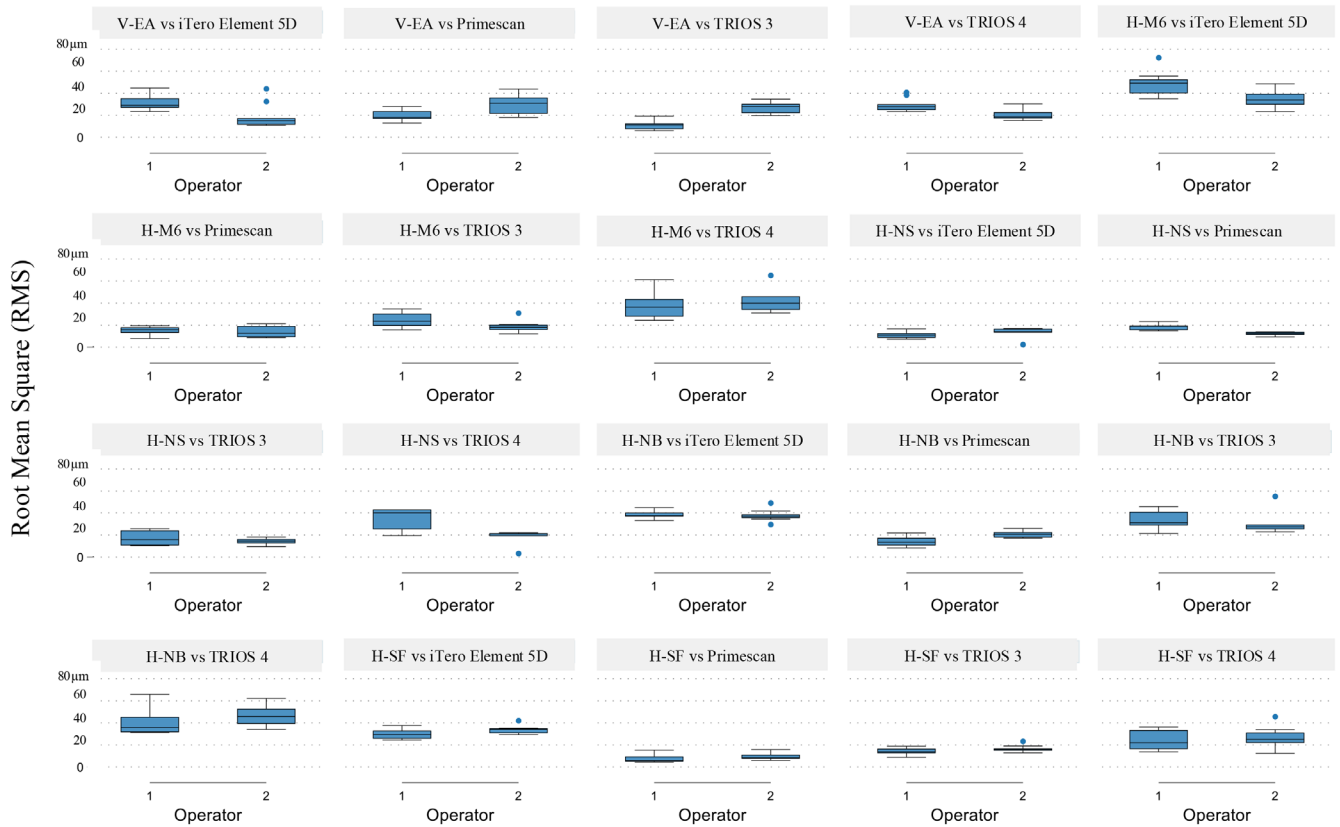 V-EA vs iTero Element 5D
V-EA vs Primescan
V-EA vs TRIOS 3
V-EA vs TRIOS 4
H-M6 vs iTero Element 5D
80µm
60
40
20
0
1 2
1 2
1 2
1 2
1 2
Operator
Operator
Operator
Operator
Operator
Root Mean Square (RMS)
H-M6 vs Primescan
H-M6 vs TRIOS 3
H-M6 vs TRIOS 4
H-NS vs iTero Element 5D
H-NS vs Primescan
80µm
60
40
20
0
1 2
1 2
1 2
1 2
1 2
Operator
Operator
Operator
Operator
Operator
H-NS vs TRIOS 3
H-NS vs TRIOS 4
H-NB vs iTero Element 5D
H-NB vs Primescan
H-NB vs TRIOS 3
80µm
60
40
20
0
1 2
1 2
1 2
1 2
1 2
Operator
Operator
Operator
Operator
Operator
H-NB vs TRIOS 4
H-SF vs iTero Element 5D
H-SF vs Primescan
H-SF vs TRIOS 3
H-SF vs TRIOS 4
80µm
60
40
20
0
1 2
1 2
1 2
1 2
1 2
Operator
Operator
Operator
Operator
Operator